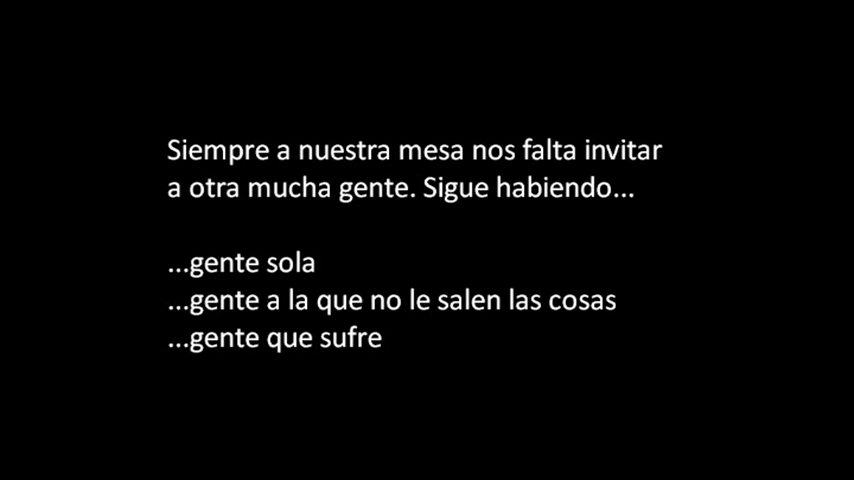 Siempre a nuestra mesa nos falta invitar
a otra mucha gente. Sigue habiendo...
...gente sola
...gente a la que no le salen las cosas
...gente que sufre